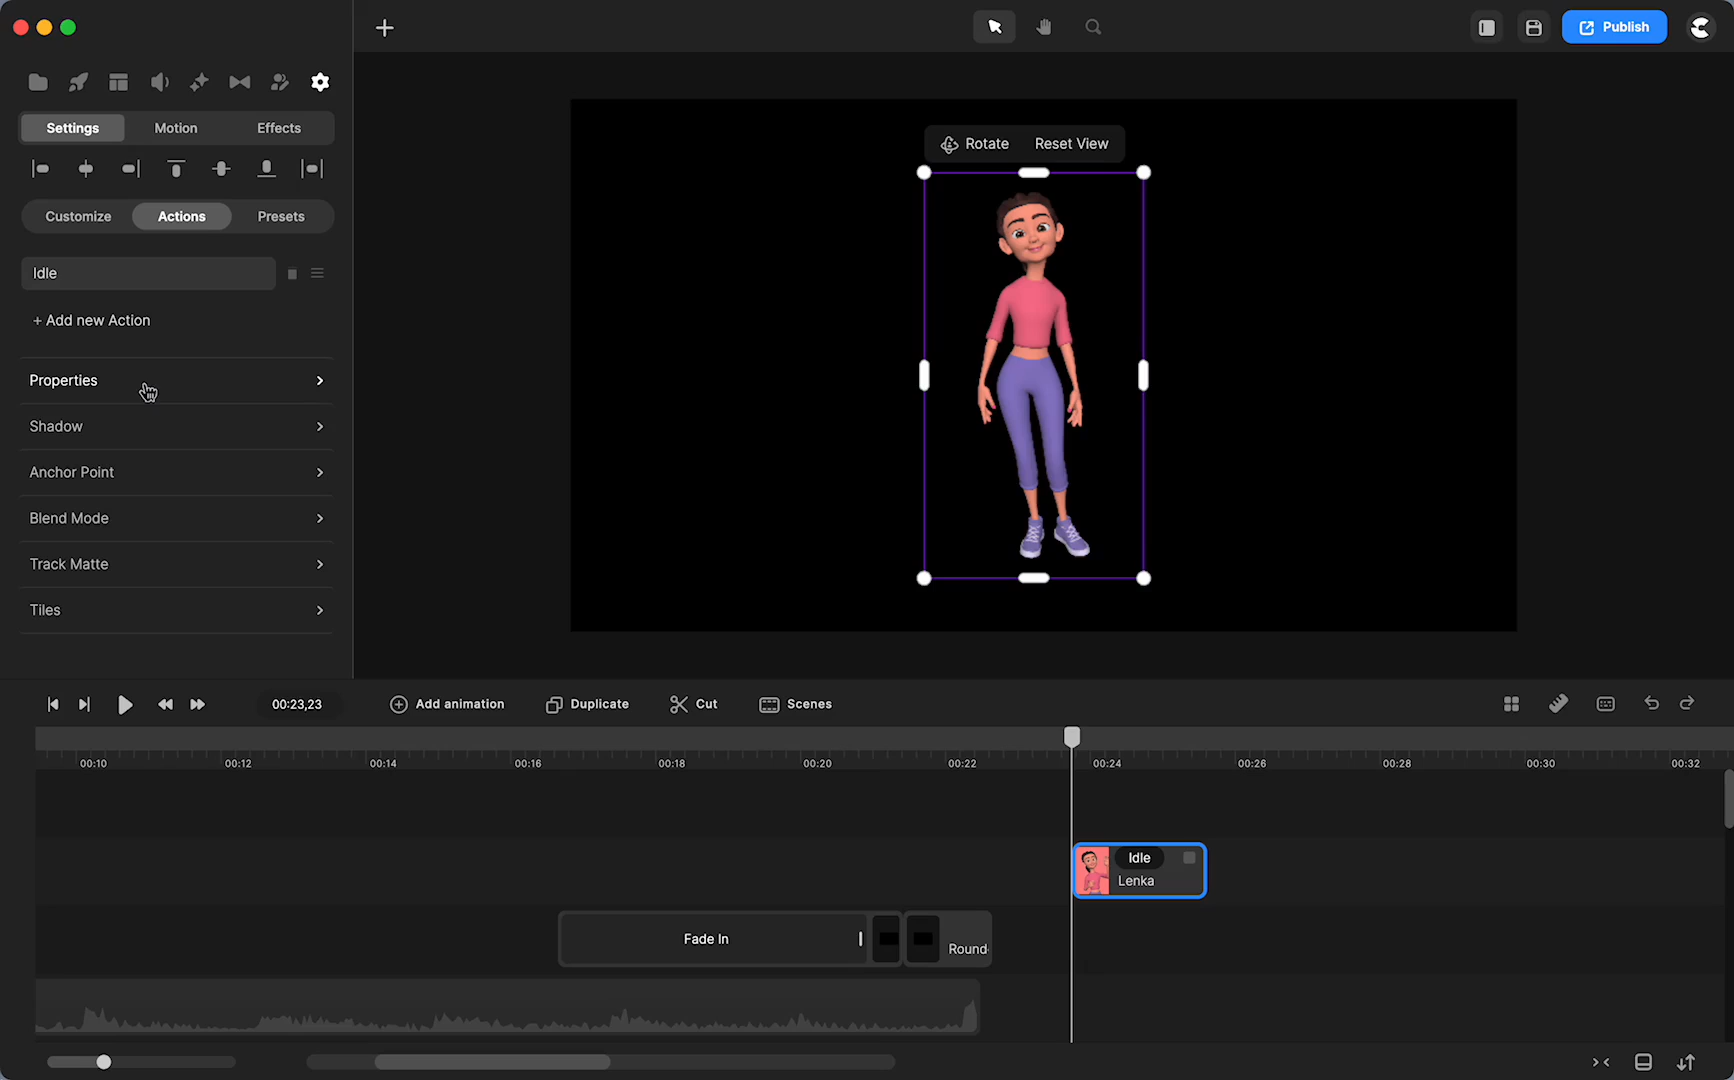 Publish
Settings
Motion
Effects
Rotate
Reset View
Customize
Actions
Presets
Idle
+ Add new Action
Properties
Shadow
Anchor Point
Blend Mode
Track Matte
Tiles
00:23,23
Add animation
Duplicate
Cut
Scenes
00:10
00:12
00:14
00:16
00:18
00:20
00:22
00:24
00:26
00:28
00:30
00:32
Idle
Lenka
Fade In
Round